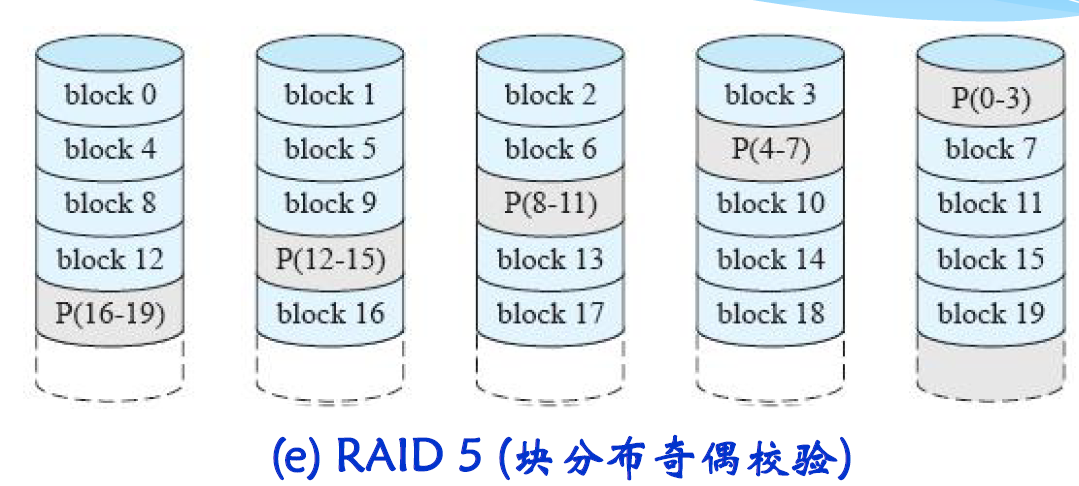 block 0 block 1 block 2 block 3 P(0-3)
block 4 block 5 block 6 P(4-7) block 7
block 8 block 9 P(8-11) block 10 block 11
block 12 P(12-15) block 13 block 14 block 15
P(16-19) block 16 block 17 block 18 block 19
(e) RAID 5 (块分布奇偶校验)